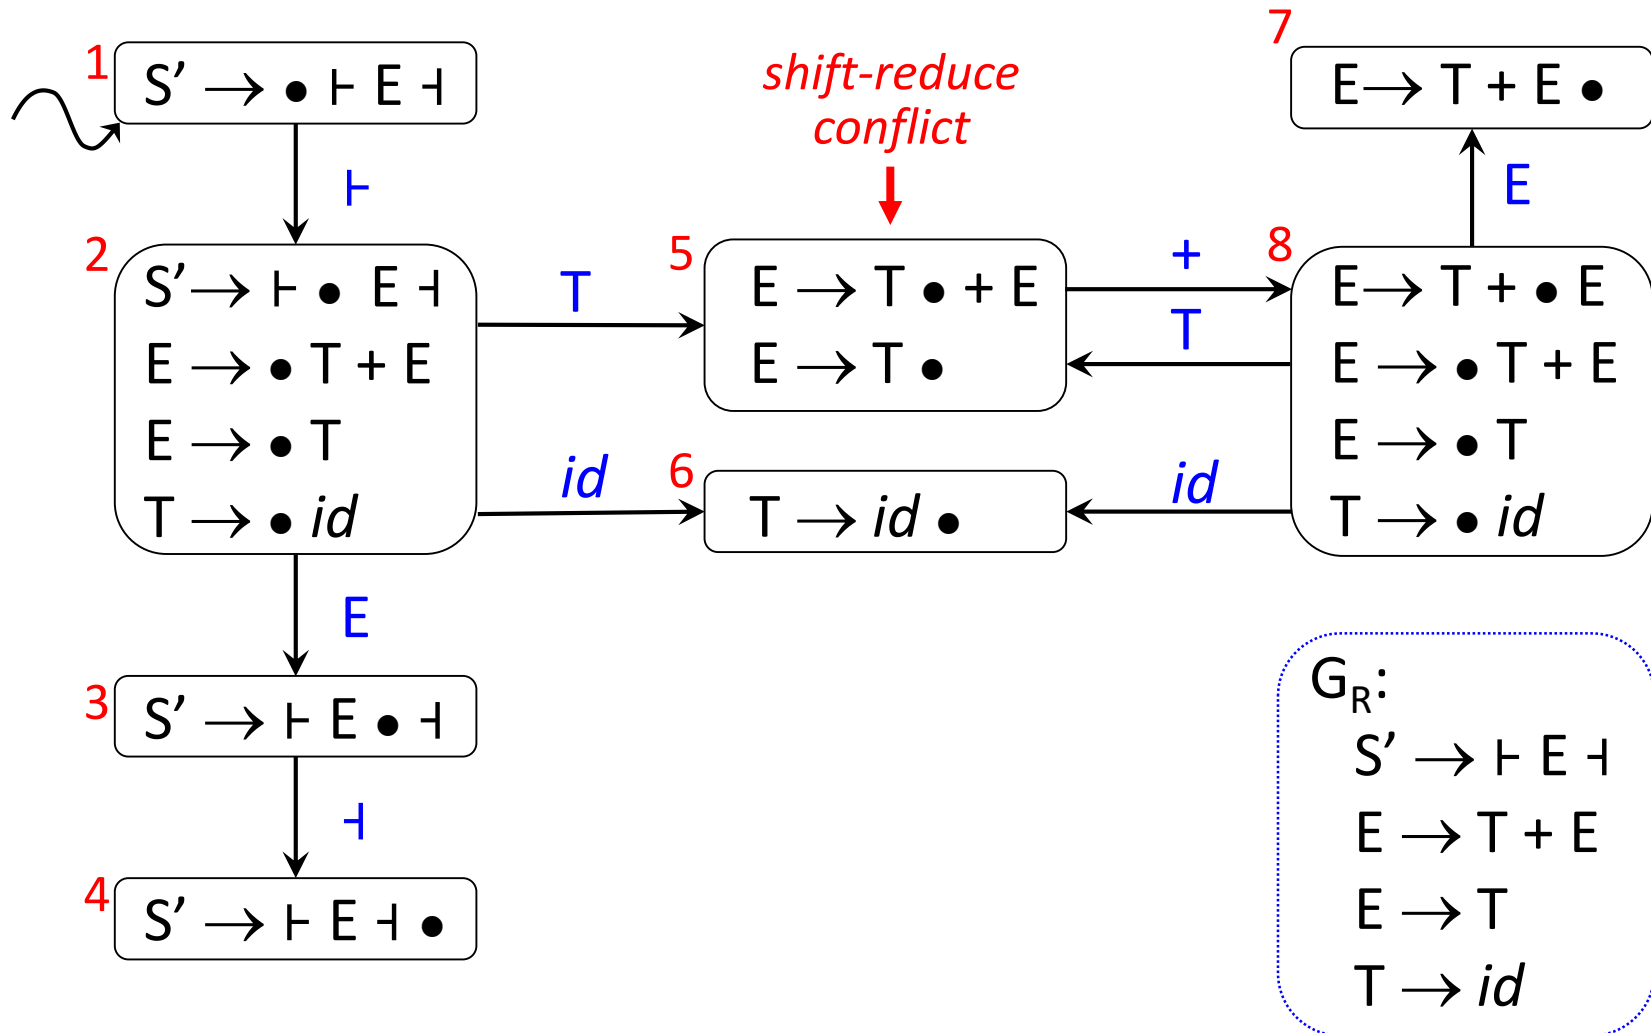 1
S’ → • ⊢ E ⊣
⊢
2
S’ → ⊢ • E ⊣
E → • T + E
E → • T
T → • id
E
3
S’ → ⊢ E • ⊣
⊣
4
S’ → ⊢ E ⊣ •
T
id
shift-reduce
conflict
5
E → T • + E
E → T •
6
T → id •
+
T
id
7
E → T + E •
E
8
E → T + • E
E → • T + E
E → • T
T → • id
G_R:
S’ → ⊢ E ⊣
E → T + E
E → T
T → id